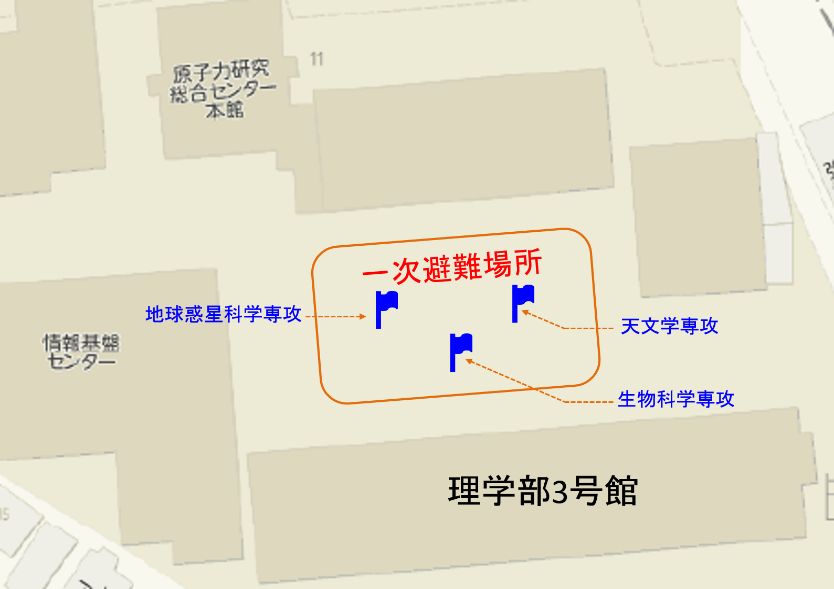 原子力研究
総合センター
本館
11
一次避難場所
地球惑星科学専攻
天文学専攻
情報基盤
センター
生物科学専攻
理学部3号館